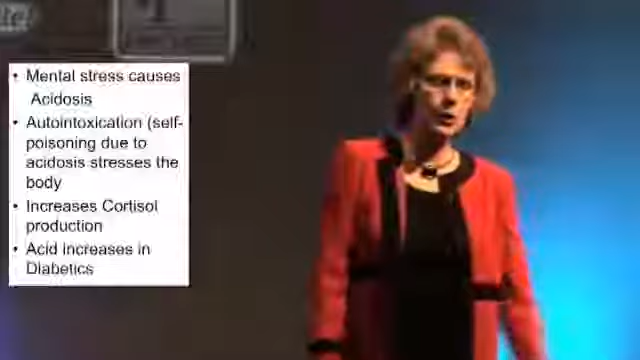 • Mental stress causes
Acidosis
• Autointoxication (self-
poisoning due to
acidosis stresses the
body
• Increases Cortisol
production
• Acid increases in
Diabetics